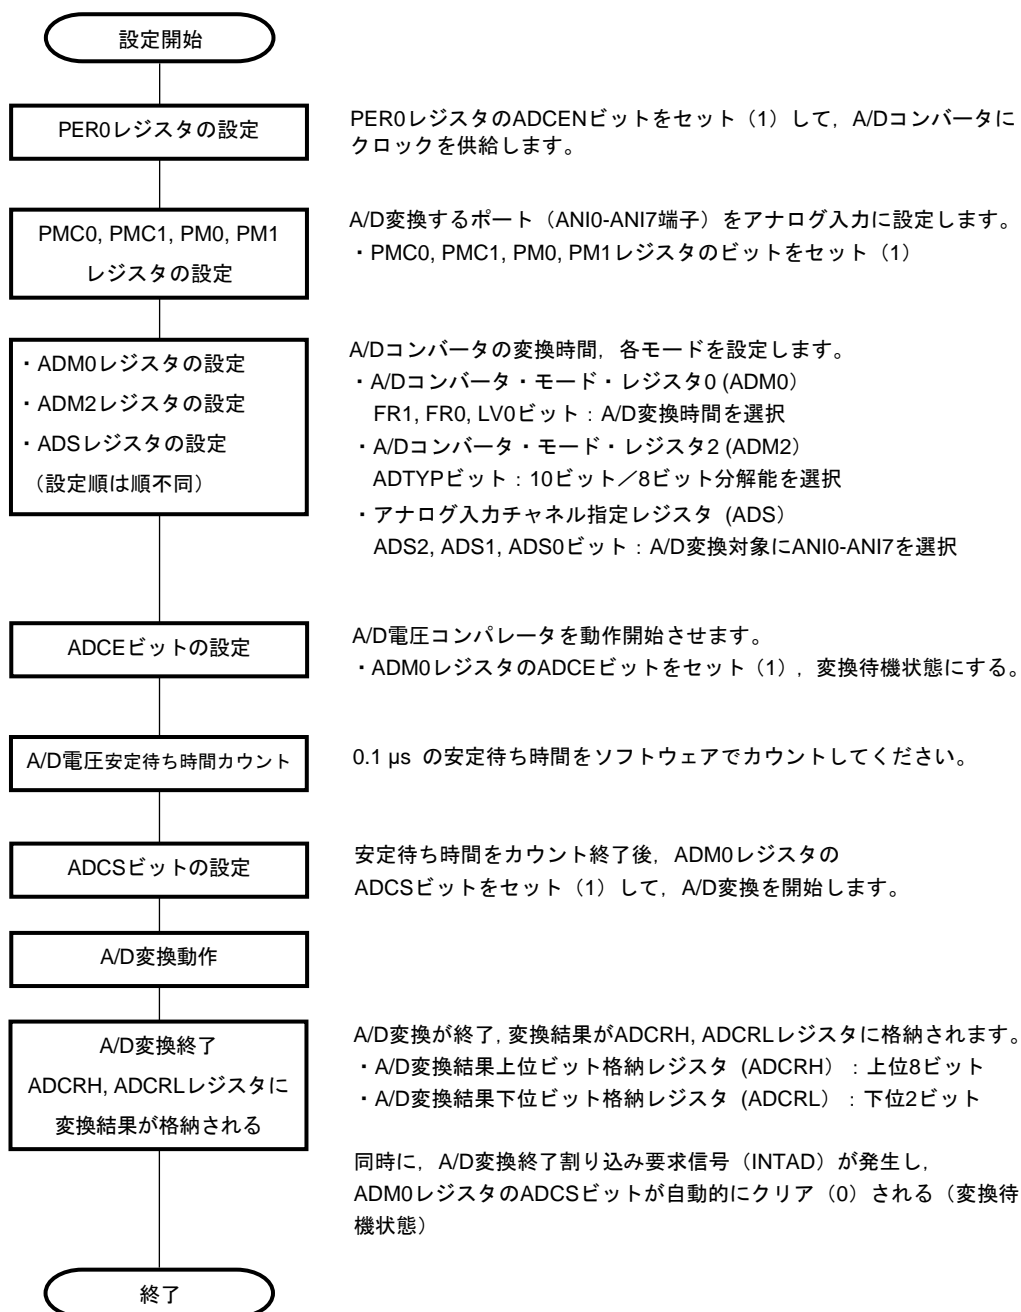 設定開始
PER0レジスタの設定
PER0レジスタのADCENビットをセット（1）して，A/Dコンバータに
クロックを供給します。
PMC0, PMC1, PM0, PM1
レジスタの設定
A/D変換するポート（ANI0-ANI7端子）をアナログ入力に設定します。
・PMC0, PMC1, PM0, PM1レジスタのビットをセット（1）
・ADM0レジスタの設定
・ADM2レジスタの設定
・ADSレジスタの設定
（設定順は順不同）
A/Dコンバータの変換時間，各モードを設定します。
・A/Dコンバータ・モード・レジスタ0 (ADM0）
FR1, FR0, LV0ビット：A/D変換時間を選択
・A/Dコンバータ・モード・レジスタ2 (ADM2）
ADTYPビット：10ビット／8ビット分解能を選択
・アナログ入力チャネル指定レジスタ (ADS）
ADS2, ADS1, ADS0ビット：A/D変換対象にANI0-ANI7を選択
ADCEビットの設定
A/D電圧コンパレータを動作開始させます。
・ADM0レジスタのADCEビットをセット（1），変換待機状態にする。
A/D電圧安定待ち時間カウント
0.1 μs の安定待ち時間をソフトウェアでカウントしてください。
ADCSビットの設定
安定待ち時間をカウント終了後，ADM0レジスタの
ADCSビットをセット（1）して，A/D変換を開始します。
A/D変換動作
A/D変換終了
ADCRH, ADCRLレジスタに
変換結果が格納される
A/D変換が終了, 変換結果がADCRH, ADCRLレジスタに格納されます。
・A/D変換結果上位ビット格納レジスタ (ADCRH）：上位8ビット
・A/D変換結果下位ビット格納レジスタ (ADCRL）：下位2ビット
同時に，A/D変換終了割り込み要求信号（INTAD）が発生し，
ADM0レジスタのADCSビットが自動的にクリア（0）される（変換待
機状態）
終了